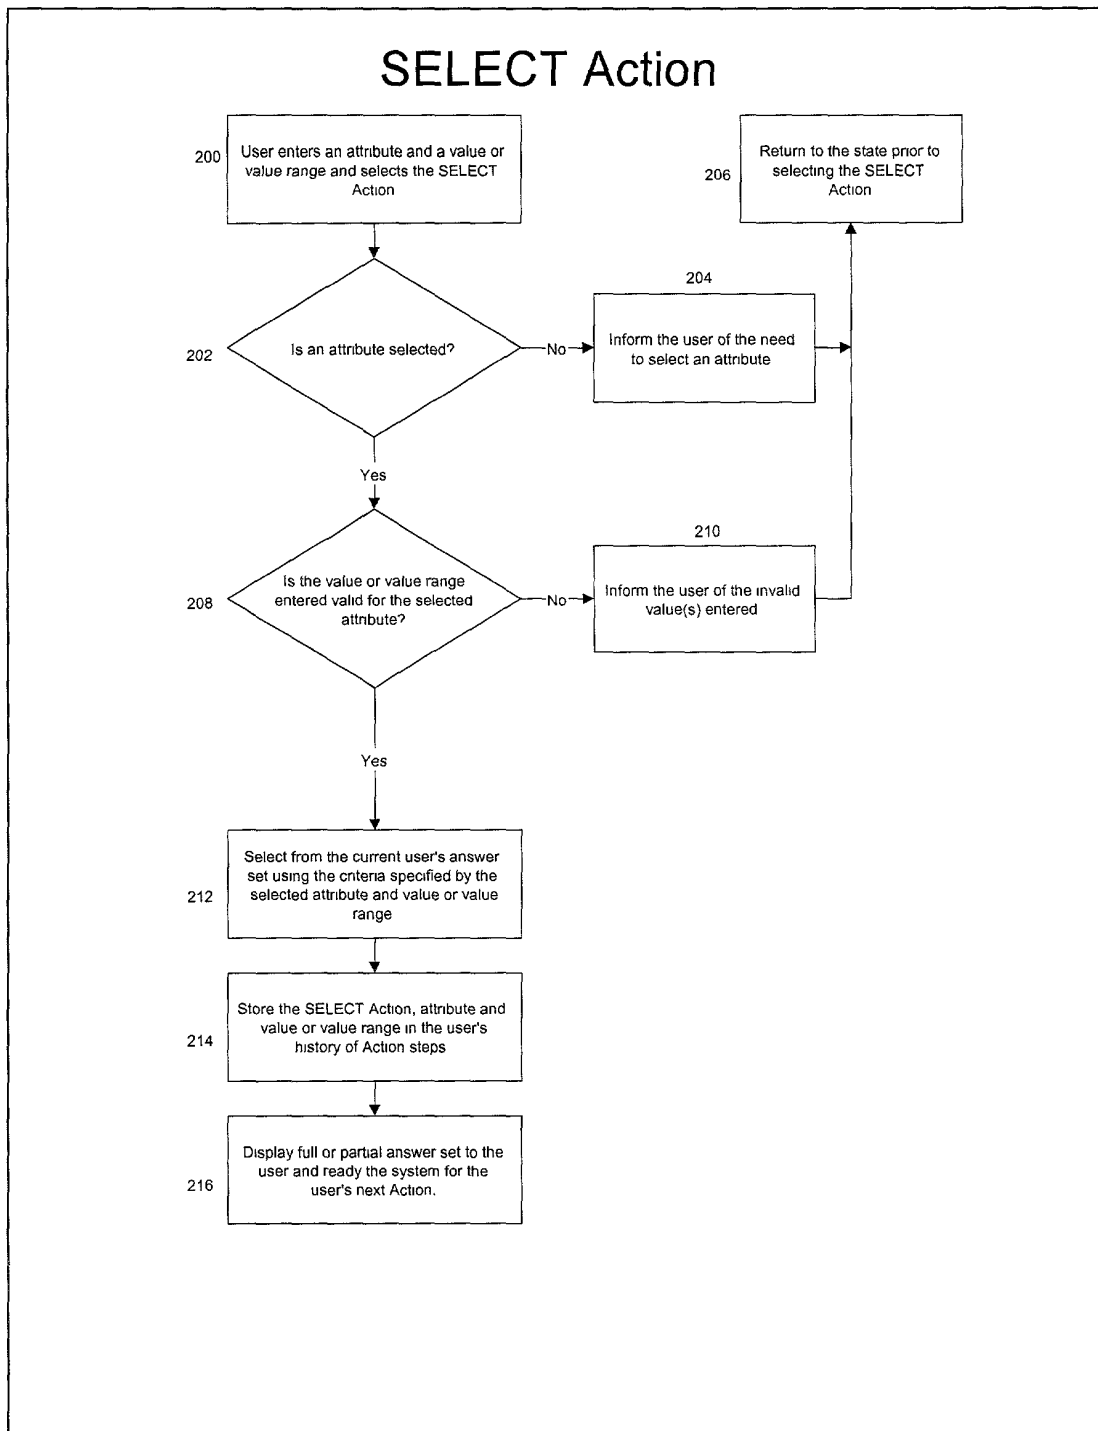 SELECT Action
200
User enters an attribute and a value or
value range and selects the SELECT
Action
206
Return to the state prior to
selecting the SELECT
Action
202
Is an attribute selected?
No
204
Inform the user of the need
to select an attribute
Yes
208
Is the value or value range
entered valid for the selected
attribute?
No
210
Inform the user of the invalid
value(s) entered
Yes
212
Select from the current user's answer
set using the criteria specified by the
selected attribute and value or value
range
214
Store the SELECT Action, attribute and
value or value range in the user's
history of Action steps
216
Display full or partial answer set to the
user and ready the system for the
user's next Action.